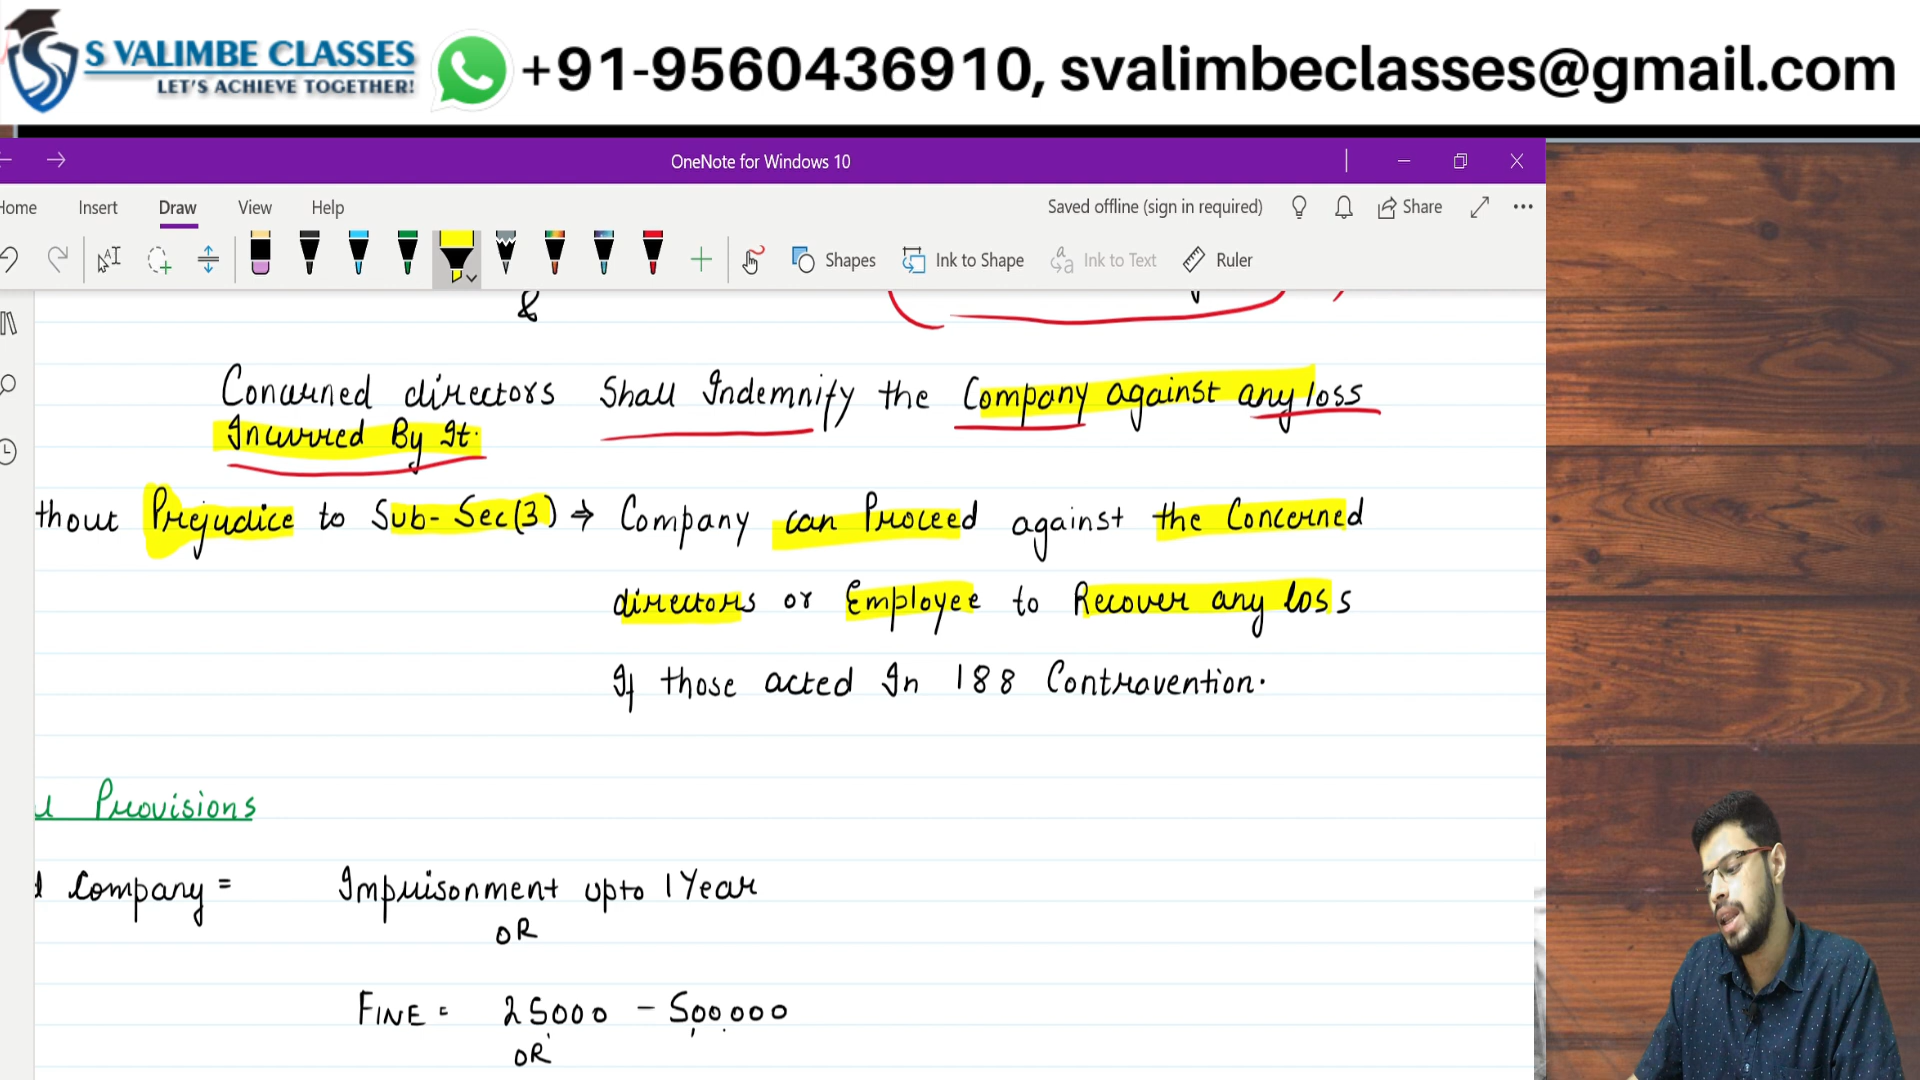 S VALIMBE CLASSES
LET'S ACHIEVE TOGETHER!
+91-9560436910, svalimbeclasses@gmail.com
OneNote for Windows 10
Home Insert Draw View Help
Saved offline (sign in required) Share
Shapes Ink to Shape Ink to Text Ruler
&
Concerned directors Shall Indemnify the Company against any loss
Incurred By It.
thout Prejudice to Sub-Sec(3) ⇒ Company can Proceed against the Concerned
directors or Employee to Recover any loss
If those acted In 188 Contravention.
Provisions
d Company = Imprisonment upto 1 Year
OR
FINE = 25000 - 500000
OR